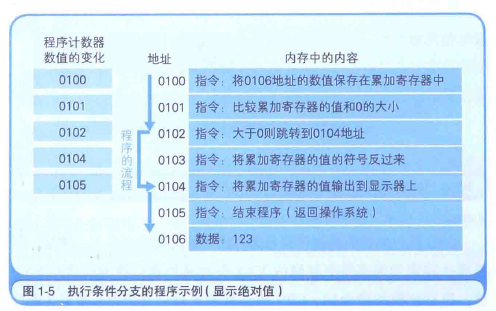 程序计数器
数值的变化
地址
内存中的内容
0100
0101
0102
0104
0105
程序的流程
0100 指令：将0106地址的数值保存在累加寄存器中
0101 指令：比较累加寄存器的值和0的大小
0102 指令：大于0则跳转到0104地址
0103 指令：将累加寄存器的值的符号反过来
0104 指令：将累加寄存器的值输出到显示器上
0105 指令：结束程序（返回操作系统）
0106 数据：123
图 1-5 执行条件分支的程序示例（显示绝对值）